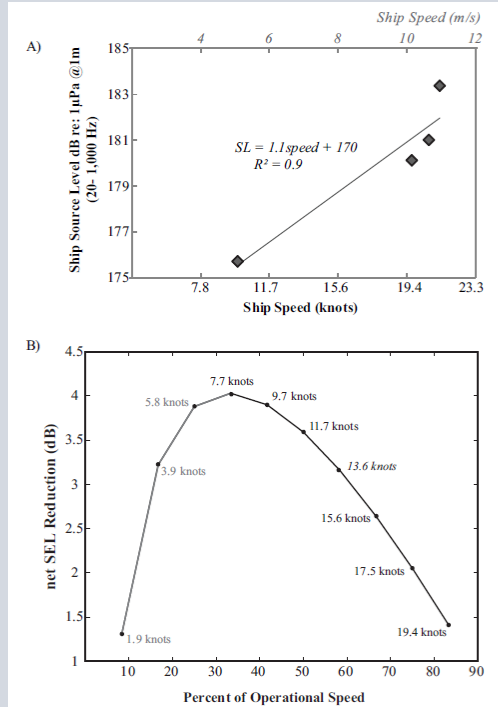 Ship Speed (m/s)
A)
4 6 8 10 12
185
183
181
179
177
175
Ship Source Level dB re: 1µPa @1m
(20- 1,000 Hz)
SL = 1.1speed + 170
R² = 0.9
7.8 11.7 15.6 19.4 23.3
Ship Speed (knots)
B)
4.5
4
3.5
3
2.5
2
1.5
1
net SEL Reduction (dB)
7.7 knots
5.8 knots
9.7 knots
11.7 knots
3.9 knots
13.6 knots
15.6 knots
17.5 knots
1.9 knots
19.4 knots
10 20 30 40 50 60 70 80 90
Percent of Operational Speed